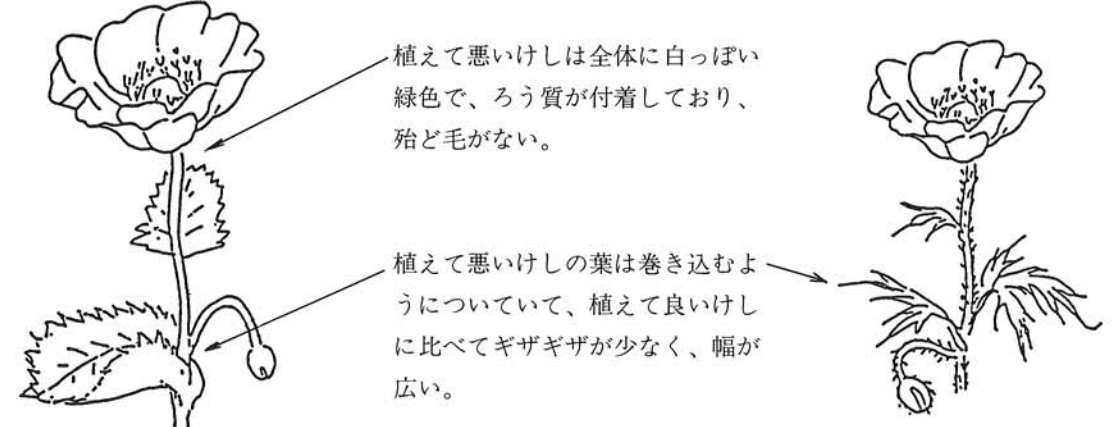 植えて悪いけしは全体に白っぽい
緑色で、ろう質が付着しており、
殆ど毛がない。
植えて悪いけしの葉は巻き込むよ
うについていて、植えて良いけし
に比べてギザギザが少なく、幅が
広い。